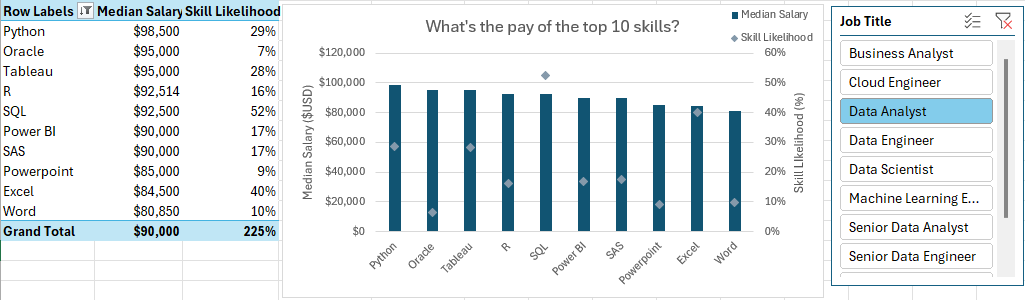 Row Labels Median Salary Skill Likelihood
Python $98,500 29%
Oracle $95,000 7%
Tableau $95,000 28%
R $92,514 16%
SQL $92,500 52%
Power BI $90,000 17%
SAS $90,000 17%
Powerpoint $85,000 9%
Excel $84,500 40%
Word $80,850 10%
Grand Total $90,000 225%
What's the pay of the top 10 skills?
Median Salary
Skill Likelihood
Median Salary ($USD)
$120,000
$100,000
$80,000
$60,000
$40,000
$20,000
$0
60%
50%
40%
30%
20%
10%
0%
Skill Likelihood (%)
Python
Oracle
Tableau
R
SQL
Power BI
SAS
Powerpoint
Excel
Word
Job Title
Business Analyst
Cloud Engineer
Data Analyst
Data Engineer
Data Scientist
Machine Learning E...
Senior Data Analyst
Senior Data Engineer